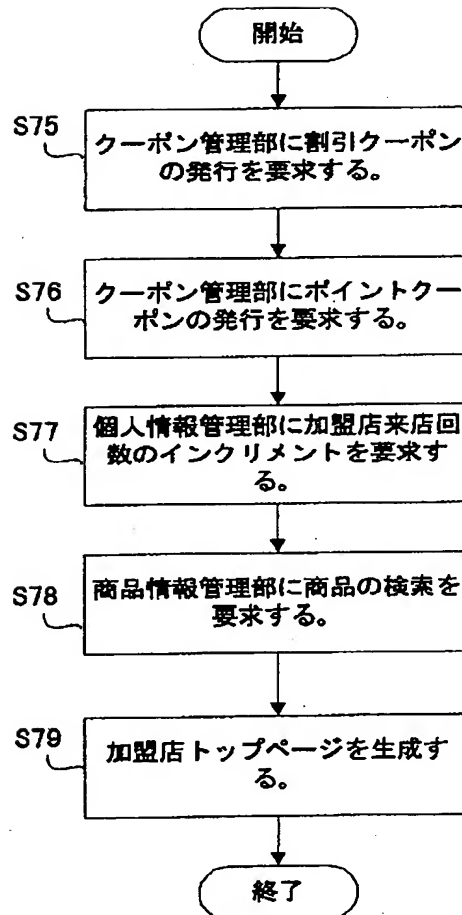 開始
S75
クーポン管理部に割引クーポン
の発行を要求する。
S76
クーポン管理部にポイントクー
ポンの発行を要求する。
S77
個人情報管理部に加盟店来店回
数のインクリメントを要求す
る。
S78
商品情報管理部に商品の検索を
要求する。
S79
加盟店トップページを生成す
る。
終了